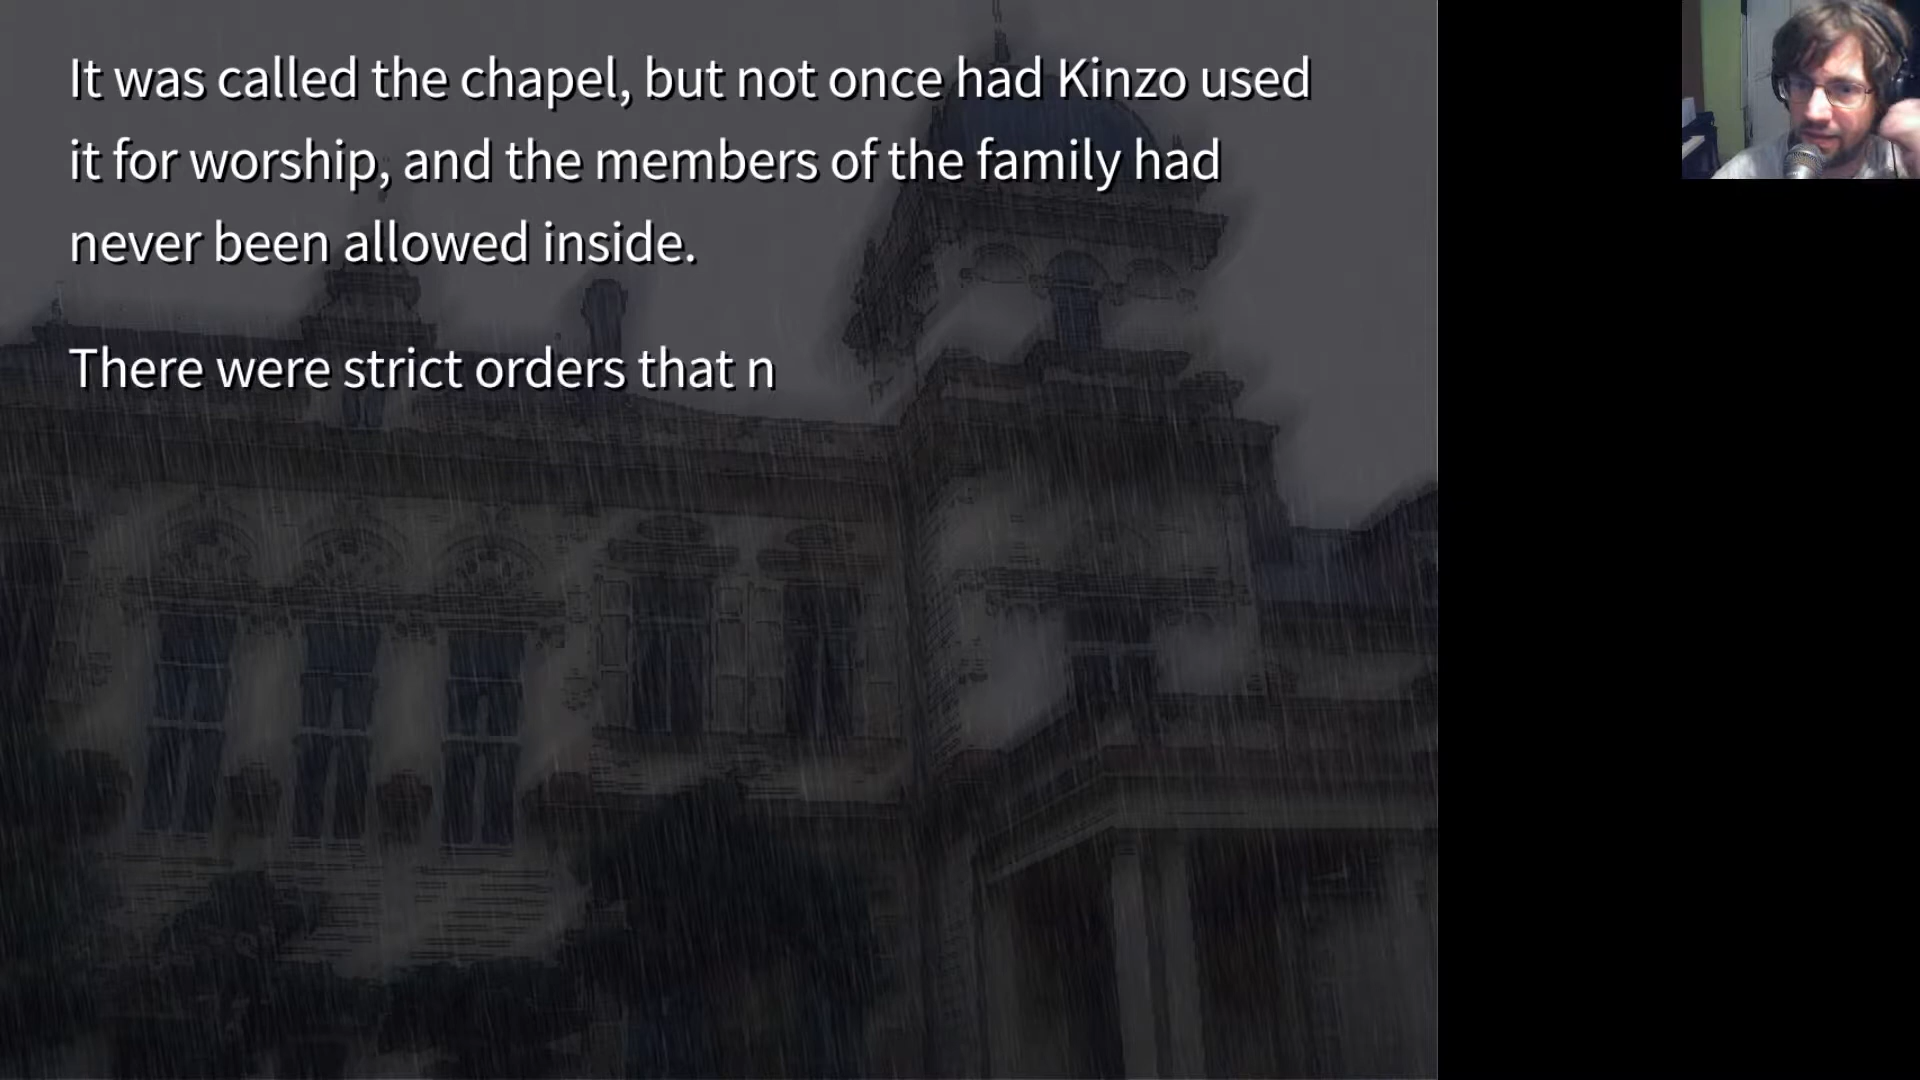 It was called the chapel, but not once had Kinzo used
it for worship, and the members of the family had
never been allowed inside.
There were strict orders that n